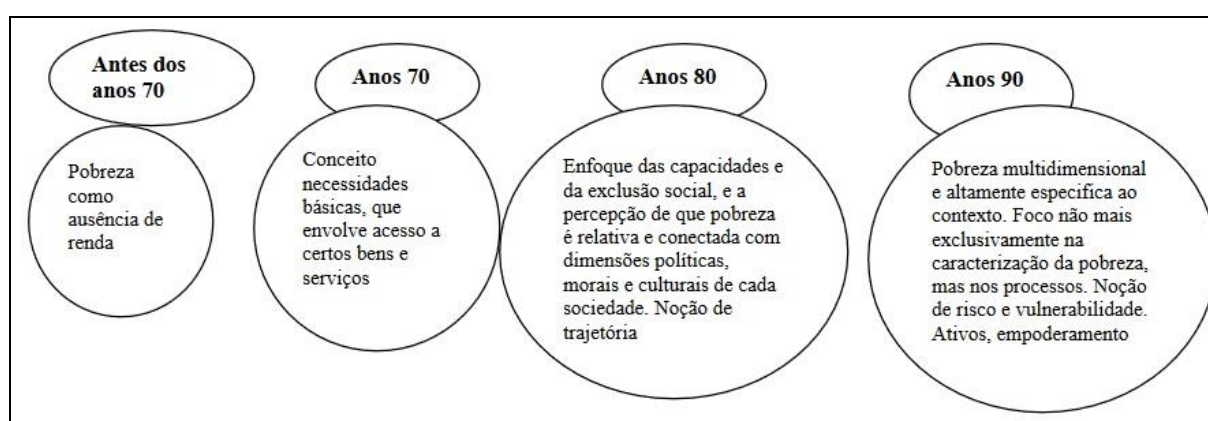 Antes dos
anos 70
Pobreza
como
ausência de
renda
Anos 70
Conceito
necessidades
básicas, que
envolve acesso a
certos bens e
serviços
Anos 80
Enfoque das capacidades e
da exclusão social, e a
percepção de que pobreza
é relativa e conectada com
dimensões políticas,
morais e culturais de cada
sociedade. Noção de
trajetória
Anos 90
Pobreza multidimensional
e altamente especifica ao
contexto. Foco não mais
exclusivamente na
caracterização da pobreza,
mas nos processos. Noção
de risco e vulnerabilidade.
Ativos, empoderamento